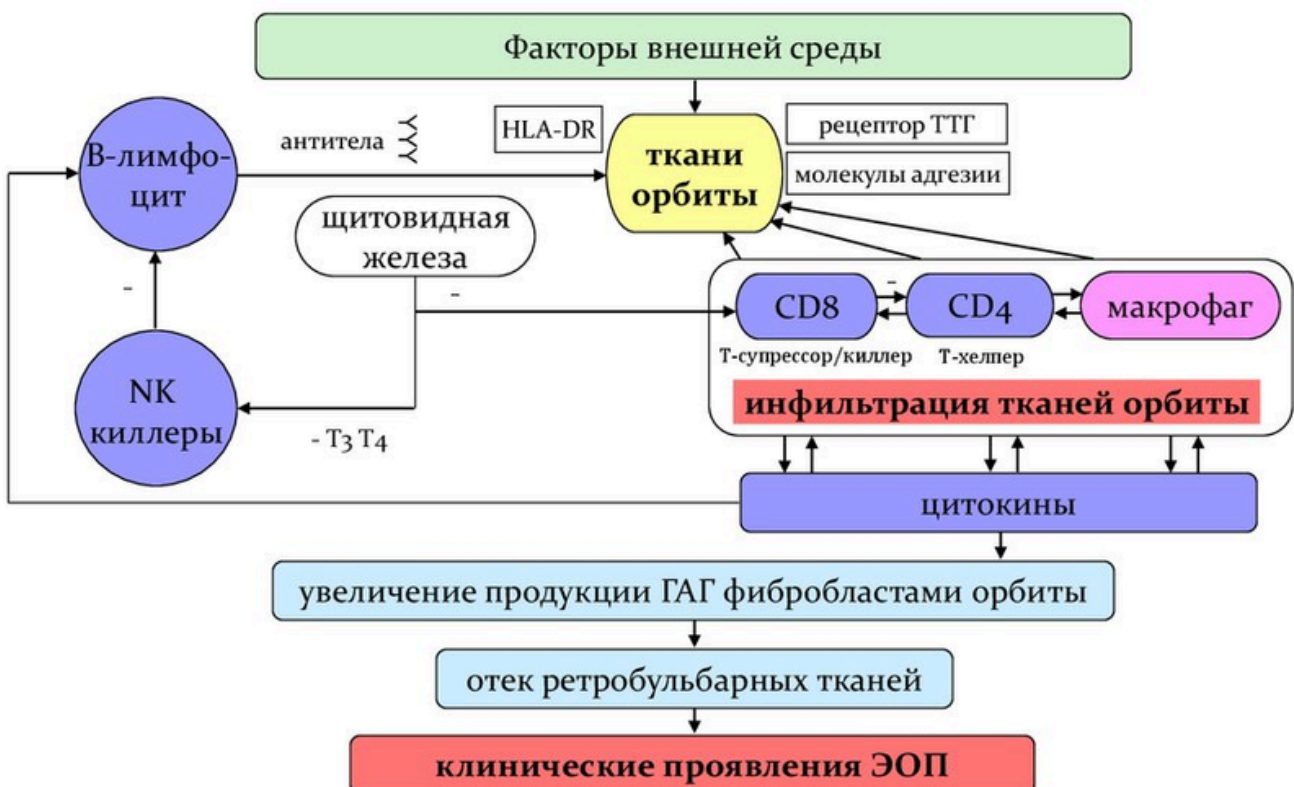 Факторы внешней среды
В-лимфо-
цит
антитела
HLA-DR
ткани
орбиты
рецептор ТТГ
молекулы адгезии
щитовидная
железа
-
-
-
CD8
CD4
макрофаг
Т-супрессор/киллер
Т-хелпер
инфильтрация тканей орбиты
NK
киллеры
- Т3 Т4
цитокины
увеличение продукции ГАГ фибробластами орбиты
отек ретробульбарных тканей
клинические проявления ЭОП